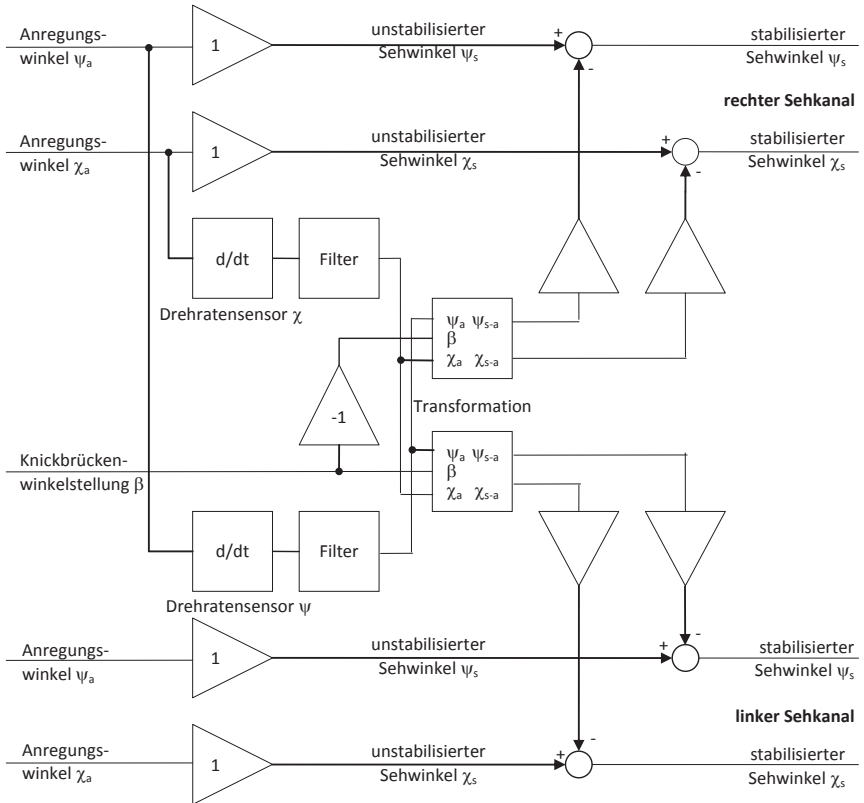 Anregungs-
winkel ψa
1
unstabilisierter
Sehwinkel ψs
+
-
stabilisierter
Sehwinkel ψs
rechter Sehkanal
Anregungs-
winkel χa
1
unstabilisierter
Sehwinkel χs
+
-
stabilisierter
Sehwinkel χs
d/dt
Filter
Drehratensensor χ
ψa ψs-a
β
χa χs-a
-1
Transformation
Knickbrücken-
winkelstellung β
ψa ψs-a
β
χa χs-a
d/dt
Filter
Drehratensensor ψ
Anregungs-
winkel ψa
1
unstabilisierter
Sehwinkel ψs
+
-
stabilisierter
Sehwinkel ψs
linker Sehkanal
Anregungs-
winkel χa
1
unstabilisierter
Sehwinkel χs
+
-
stabilisierter
Sehwinkel χs